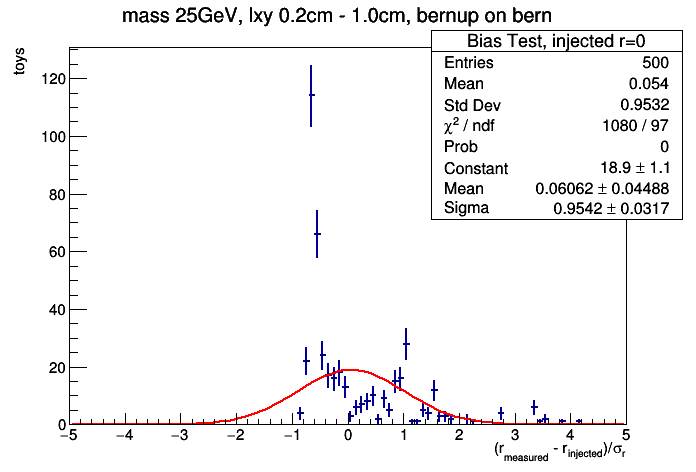 mass 25GeV, lxy 0.2cm - 1.0cm, bernup on bern
Bias Test, injected r=0
Entries 500
Mean 0.054
Std Dev 0.9532
χ² / ndf 1080 / 97
Prob 0
Constant 18.9 ± 1.1
Mean 0.06062 ± 0.04488
Sigma 0.9542 ± 0.0317
toys
120
100
80
60
40
20
0
−5 −4 −3 −2 −1 0 1 2 3 4 5
(r_measured - r_injected)/σ_r